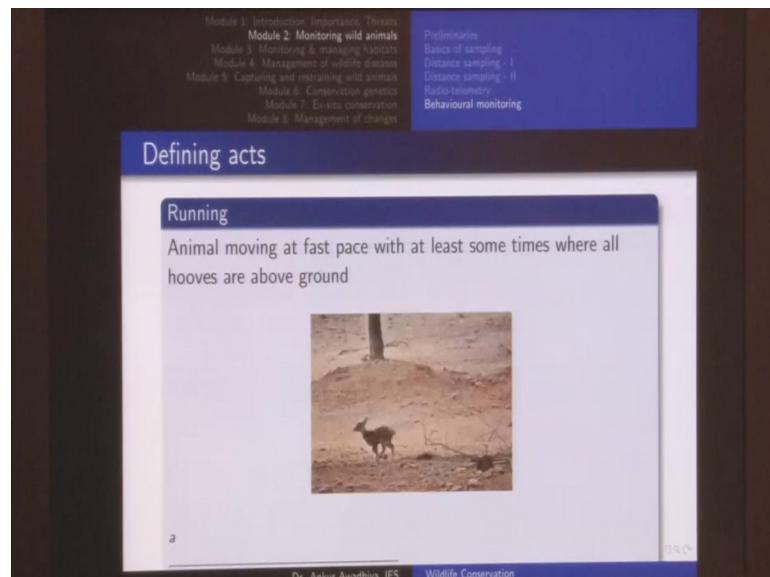 Module 1: Introduction, Importance, Threats
Module 2: Monitoring wild animals
Module 3: Monitoring & managing habitats
Module 4: Management of wildlife diseases
Module 5: Capturing and restraining wild animals
Module 6: Conservation genetics
Module 7: Ex-situ conservation
Module 8: Management of changes
Preliminaries
Basics of sampling
Distance sampling - I
Distance sampling - II
Radio-telemetry
Behavioural monitoring
Defining acts
Running
Animal moving at fast pace with at least some times where all
hooves are above ground
a
Dr. Ankur Awadhiya, IFS
Wildlife Conservation